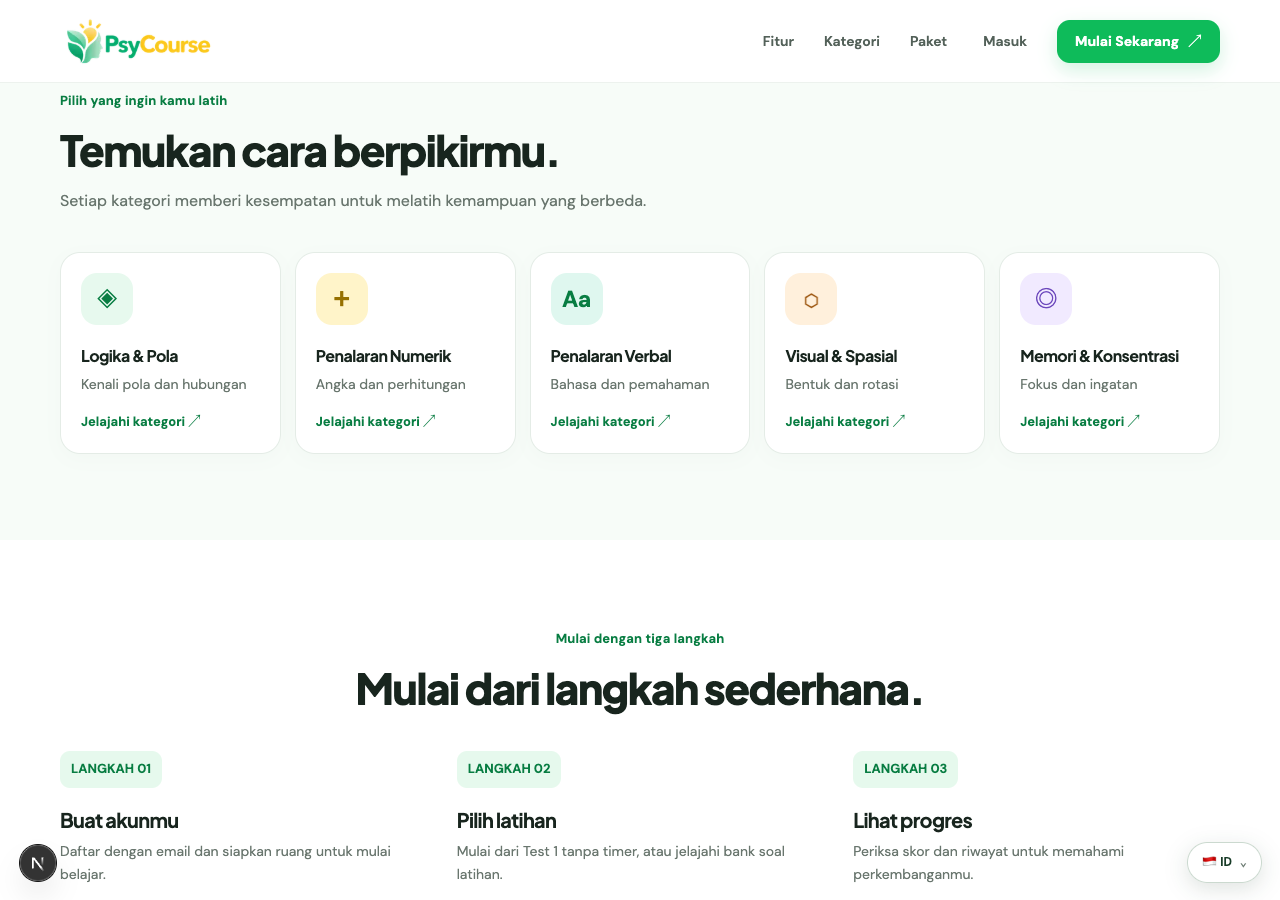 PsyCourse
Fitur
Kategori
Paket
Masuk
Mulai Sekarang ↗
Pilih yang ingin kamu latih
Temukan cara berpikirmu.
Setiap kategori memberi kesempatan untuk melatih kemampuan yang berbeda.
Logika & Pola
Kenali pola dan hubungan
Jelajahi kategori ↗
+
Penalaran Numerik
Angka dan perhitungan
Jelajahi kategori ↗
Aa
Penalaran Verbal
Bahasa dan pemahaman
Jelajahi kategori ↗
Visual & Spasial
Bentuk dan rotasi
Jelajahi kategori ↗
Memori & Konsentrasi
Fokus dan ingatan
Jelajahi kategori ↗
Mulai dengan tiga langkah
Mulai dari langkah sederhana.
LANGKAH 01
Buat akunmu
Daftar dengan email dan siapkan ruang untuk mulai
belajar.
LANGKAH 02
Pilih latihan
Mulai dari Test 1 tanpa timer, atau jelajahi bank soal
latihan.
LANGKAH 03
Lihat progres
Periksa skor dan riwayat untuk memahami
perkembanganmu.
N
ID